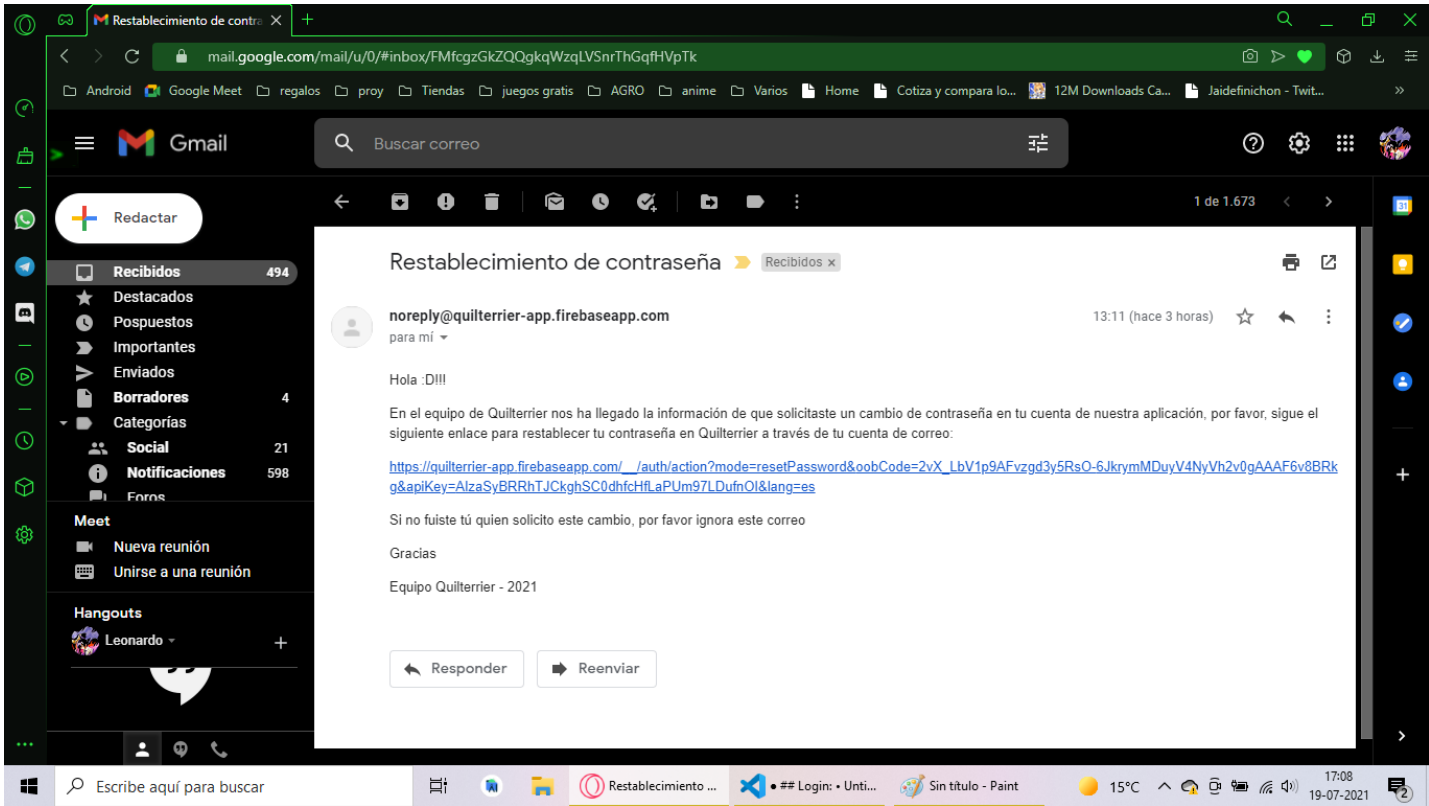 Restablecimiento de contra
mail.google.com/mail/u/0/#inbox/FMfcgzGkZQQgkqWzqLVSnrThGqfHVpTk
Android Google Meet regalos proy Tiendas juegos gratis AGRO anime Varios Home Cotiza y compara lo... 12M Downloads Ca... Jaidefinichon - Twit... »
Gmail
Buscar correo
Redactar
1 de 1.673
31
Recibidos 494
Destacados
Pospuestos
Importantes
Enviados
Borradores 4
Categorías
Social 21
Notificaciones 598
Foros
Meet
Nueva reunión
Unirse a una reunión
Hangouts
Leonardo
Restablecimiento de contraseña Recibidos ×
noreply@quilterrier-app.firebaseapp.com 13:11 (hace 3 horas)
para mí
Hola :D!!!
En el equipo de Quilterrier nos ha llegado la información de que solicitaste un cambio de contraseña en tu cuenta de nuestra aplicación, por favor, sigue el
siguiente enlace para restablecer tu contraseña en Quilterrier a través de tu cuenta de correo:
https://quilterrier-app.firebaseapp.com/__/auth/action?mode=resetPassword&oobCode=2vX_LbV1p9AFvzgd3y5RsO-6JkrymMDuyV4NyVh2v0gAAAF6v8BRk
g&apiKey=AIzaSyBRRhTJCkghSC0dhfcHfLaPUm97LDufnOI&lang=es
Si no fuiste tú quien solicito este cambio, por favor ignora este correo
Gracias
Equipo Quilterrier - 2021
Responder Reenviar
Escribe aquí para buscar
Restablecimiento ...
• ## Login: • Unti...
Sin título - Paint
15°C
17:08
19-07-2021
2